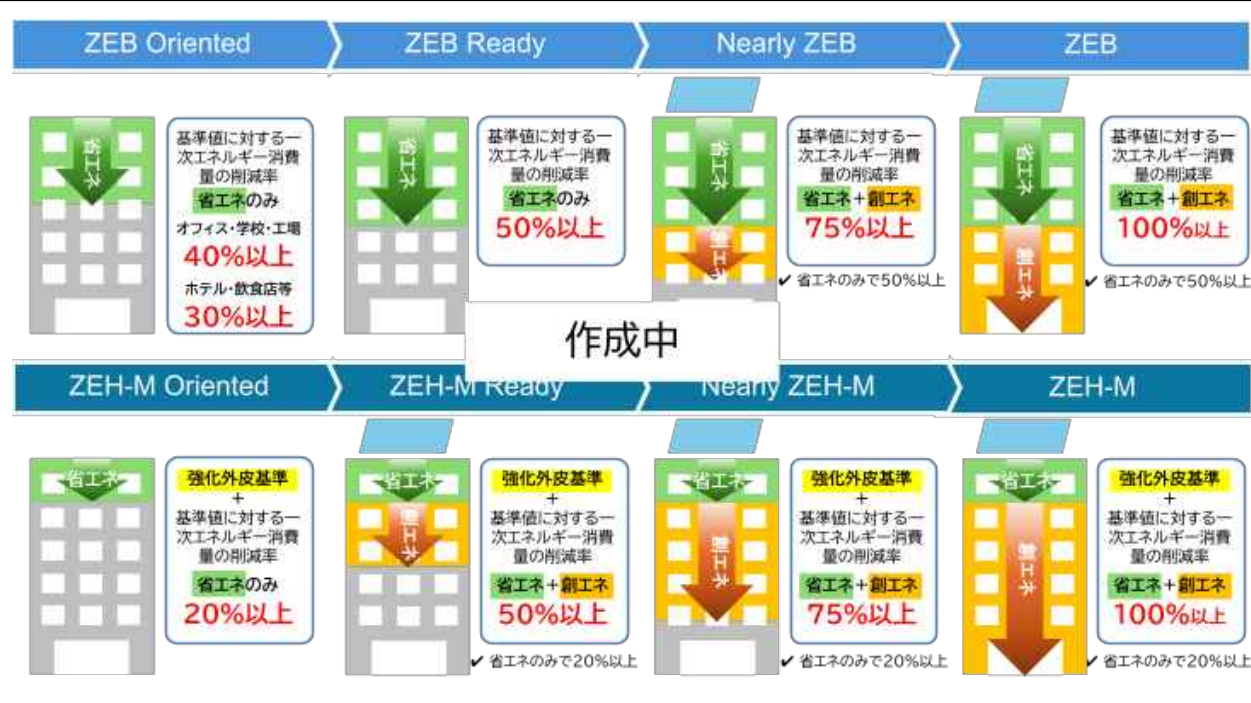 ZEB Oriented
ZEB Ready
Nearly ZEB
ZEB
省エネ
基準値に対する一
次エネルギー消費
量の削減率
省エネのみ
オフィス・学校・工場
40%以上
ホテル・飲食店等
30%以上
省エネ
基準値に対する一
次エネルギー消費
量の削減率
省エネのみ
50%以上
省エネ
創エネ
基準値に対する一
次エネルギー消費
量の削減率
省エネ+創エネ
75%以上
✔ 省エネのみで50%以上
省エネ
創エネ
基準値に対する一
次エネルギー消費
量の削減率
省エネ+創エネ
100%以上
✔ 省エネのみで50%以上
作成中
ZEH-M Oriented
ZEH-M Ready
Nearly ZEH-M
ZEH-M
省エネ
強化外皮基準
+
基準値に対する一
次エネルギー消費
量の削減率
省エネのみ
20%以上
省エネ
創エネ
強化外皮基準
+
基準値に対する一
次エネルギー消費
量の削減率
省エネ+創エネ
50%以上
✔ 省エネのみで20%以上
省エネ
創エネ
強化外皮基準
+
基準値に対する一
次エネルギー消費
量の削減率
省エネ+創エネ
75%以上
✔ 省エネのみで20%以上
省エネ
創エネ
強化外皮基準
+
基準値に対する一
次エネルギー消費
量の削減率
省エネ+創エネ
100%以上
✔ 省エネのみで20%以上